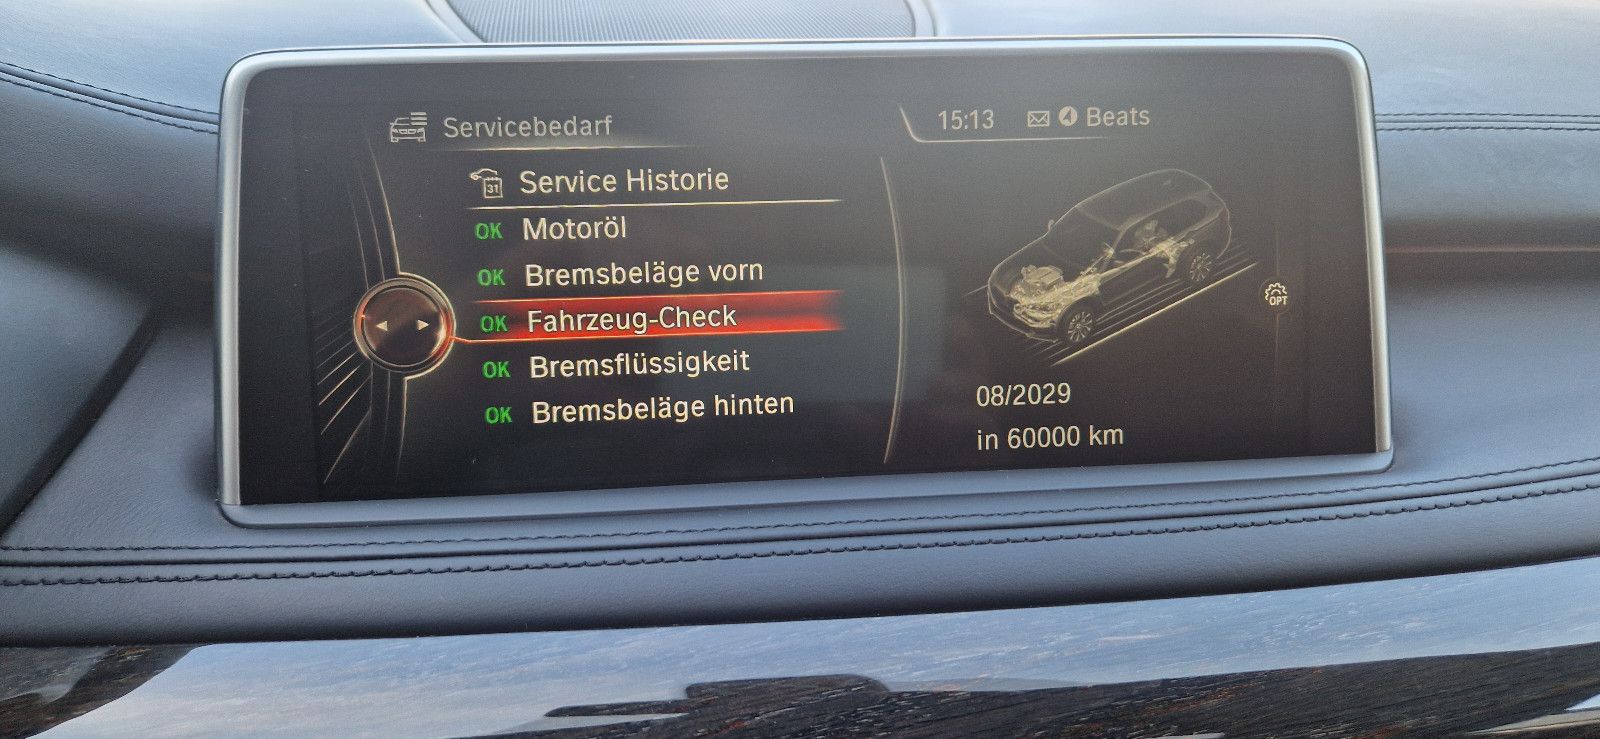 Servicebedarf
15:13 Beats
31 Service Historie
OK Motoröl
OK Bremsbeläge vorn
OK Fahrzeug-Check
OK Bremsflüssigkeit
OK Bremsbeläge hinten
OPT
08/2029
in 60000 km